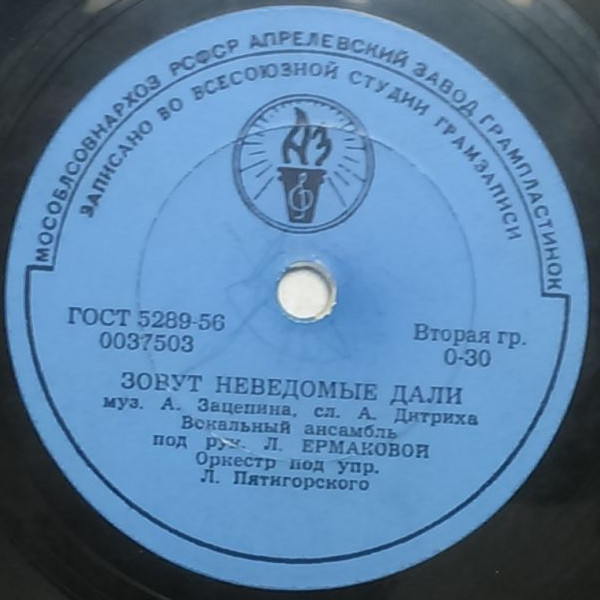 МОСОБЛСОВНАРХОЗ РСФСР АПРЕЛЕВСКИЙ ЗАВОД ГРАМПЛАСТИНОК
ЗАПИСАНО ВО ВСЕСОЮЗНОЙ СТУДИИ ГРАМЗАПИСИ
АЗ
ГОСТ 5289-56
0037503
Вторая гр.
0-30
ЗОВУТ НЕВЕДОМЫЕ ДАЛИ
муз. А. Зацепина, сл. А. Дитриха
Вокальный ансамбль
под рук. Л. ЕРМАКОВОЙ
Оркестр под упр.
Л. Пятигорского